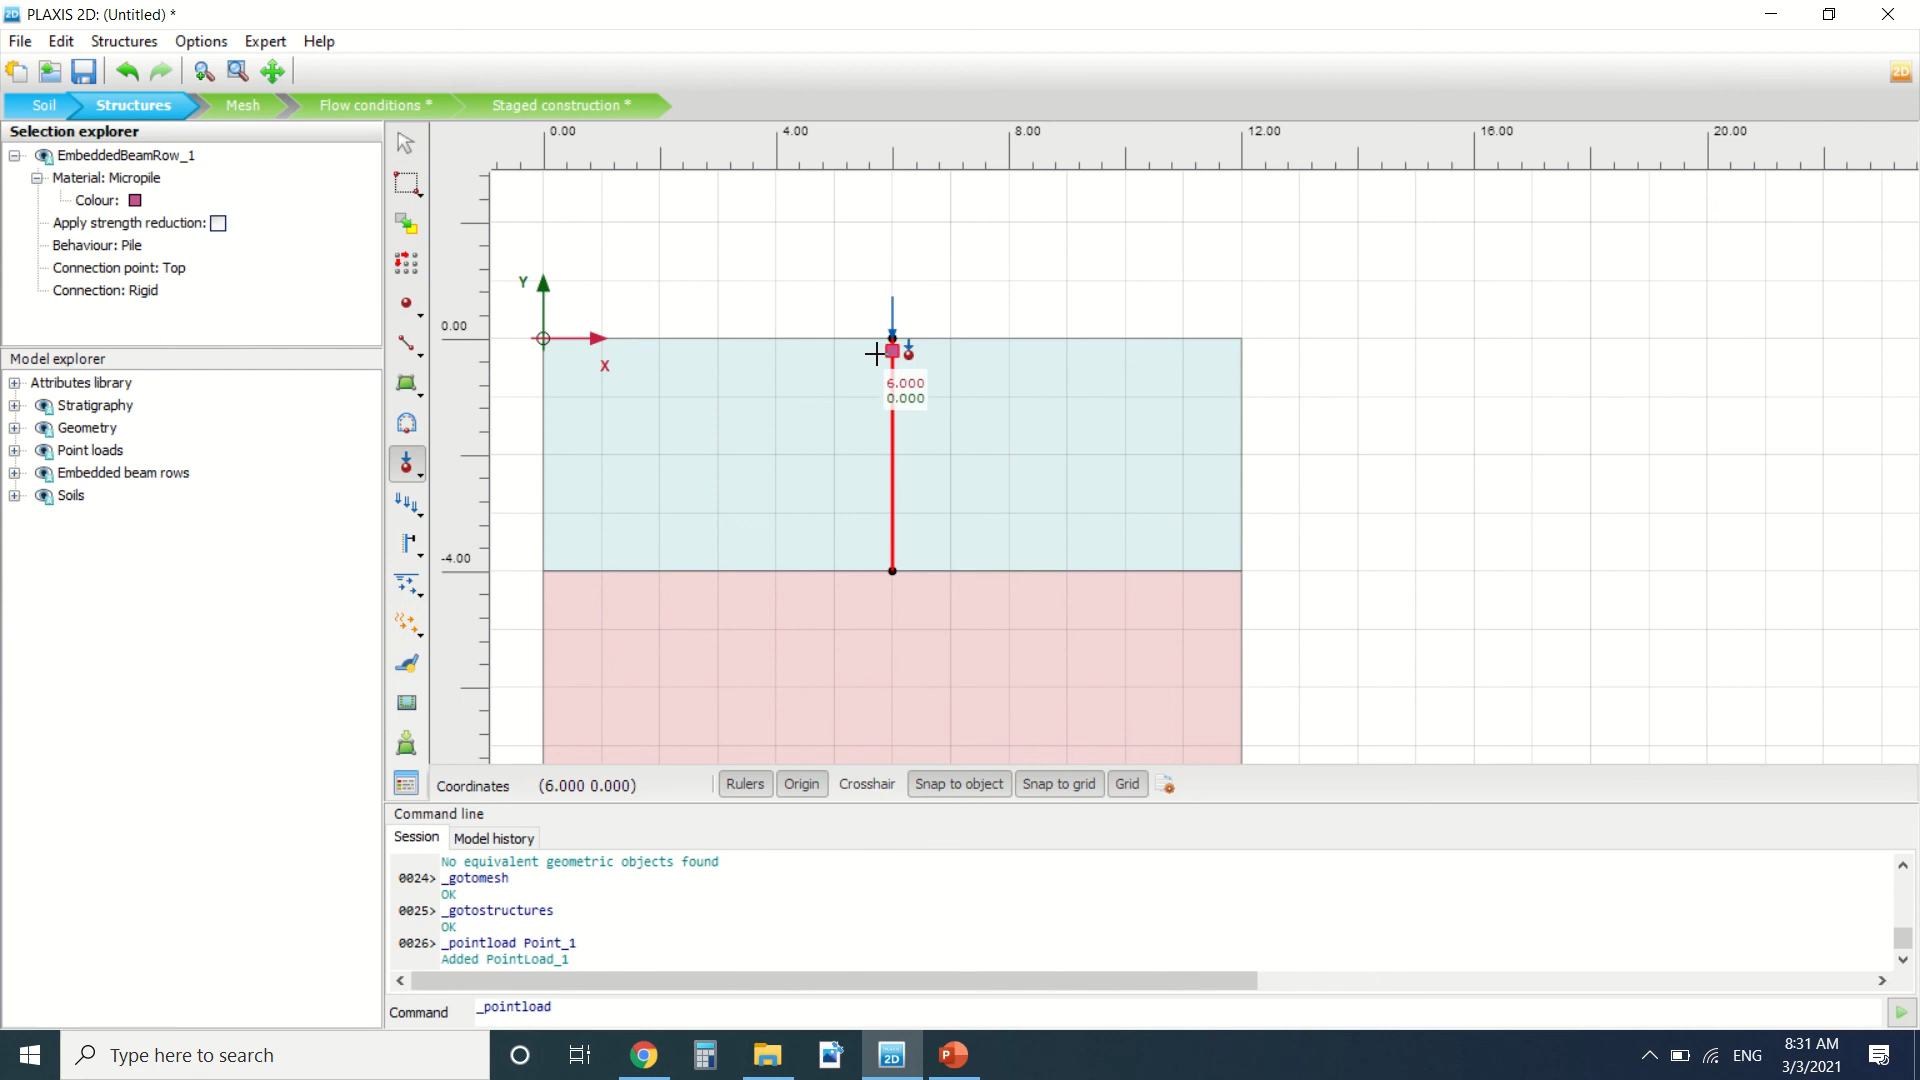 2D PLAXIS 2D: (Untitled) *
File Edit Structures Options Expert Help
2D
Soil Structures Mesh Flow conditions * Staged construction *
Selection explorer
EmbeddedBeamRow_1
Material: Micropile
Colour:
Apply strength reduction:
Behaviour: Pile
Connection point: Top
Connection: Rigid
Model explorer
Attributes library
Stratigraphy
Geometry
Point loads
Embedded beam rows
Soils
0.00 4.00 8.00 12.00 16.00 20.00
Y
0.00
X
6.000
0.000
-4.00
Coordinates (6.000 0.000) Rulers Origin Crosshair Snap to object Snap to grid Grid
Command line
Session Model history
No equivalent geometric objects found
0024> _gotomesh
OK
0025> _gotostructures
OK
0026> _pointload Point_1
Added PointLoad_1
Command _pointload
Type here to search
2D
P
ENG
8:31 AM
3/3/2021